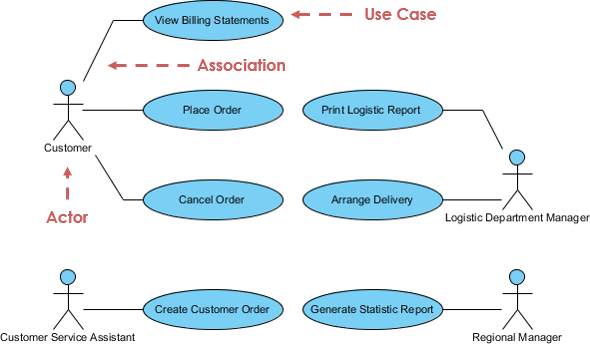 View Billing Statements
Use Case
Association
Place Order
Print Logistic Report
Customer
Cancel Order
Arrange Delivery
Actor
Logistic Department Manager
Create Customer Order
Generate Statistic Report
Customer Service Assistant
Regional Manager